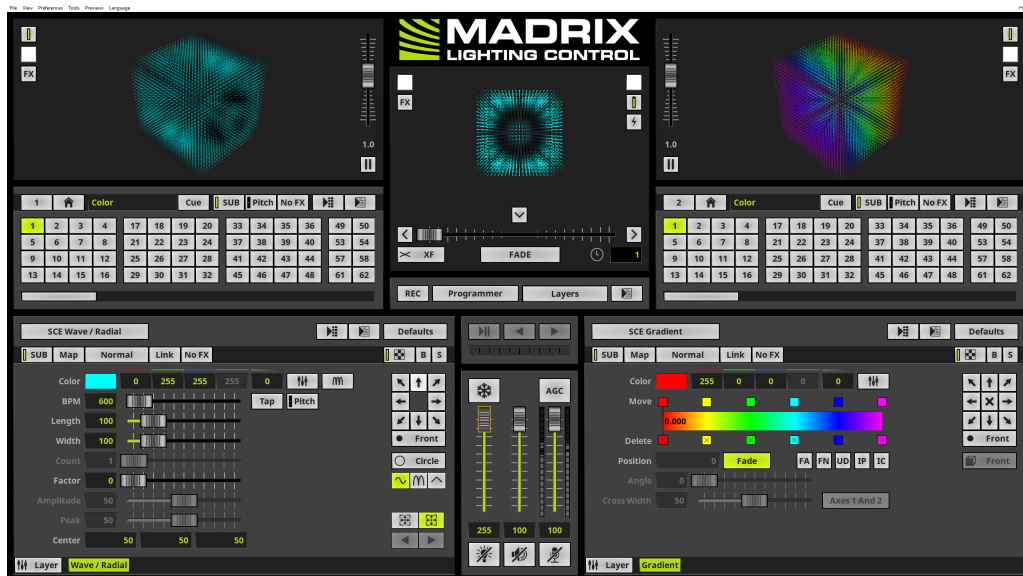 File View Preferences Tools Previews Language H
MADRIX
LIGHTING CONTROL
FX
1.0
FX
1.0
FX
1 Color Cue SUB Pitch No FX
1 2 3 4 17 18 19 20 33 34 35 36 49 50
5 6 7 8 21 22 23 24 37 38 39 40 53 54
9 10 11 12 25 26 27 28 41 42 43 44 57 58
13 14 15 16 29 30 31 32 45 46 47 48 61 62
XF FADE 1
REC Programmer Layers
2 Color Cue SUB Pitch No FX
1 2 3 4 17 18 19 20 33 34 35 36 49 50
5 6 7 8 21 22 23 24 37 38 39 40 53 54
9 10 11 12 25 26 27 28 41 42 43 44 57 58
13 14 15 16 29 30 31 32 45 46 47 48 61 62
SCE Wave / Radial Defaults
SUB Map Normal Link No FX B S
Color 0 255 255 255 0
BPM 600 Tap Pitch
Length 100
Width 100 Front
Count 1 Circle
Factor 0
Amplitude 50
Peak 50
Center 50 50 50
Layer Wave / Radial
AGC
255 100 100
SCE Gradient Defaults
SUB Map Normal Link No FX B S
Color 255 0 0 0 0
Move
0.000
Delete Front
Position 0 Fade FA FN UD IP IC Front
Angle 0
Cross Width 50 Axes 1 And 2
Layer Gradient